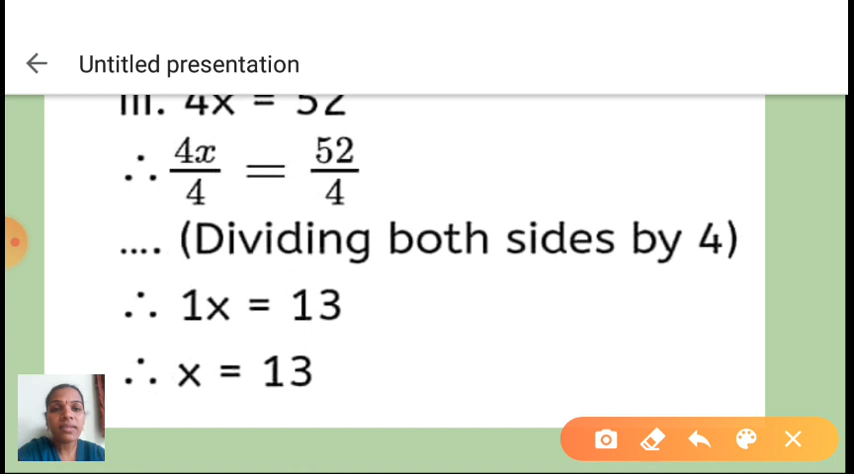 Untitled presentation
III. 4x = 52
∴ 4x/4 = 52/4
.... (Dividing both sides by 4)
∴ 1x = 13
∴ x = 13